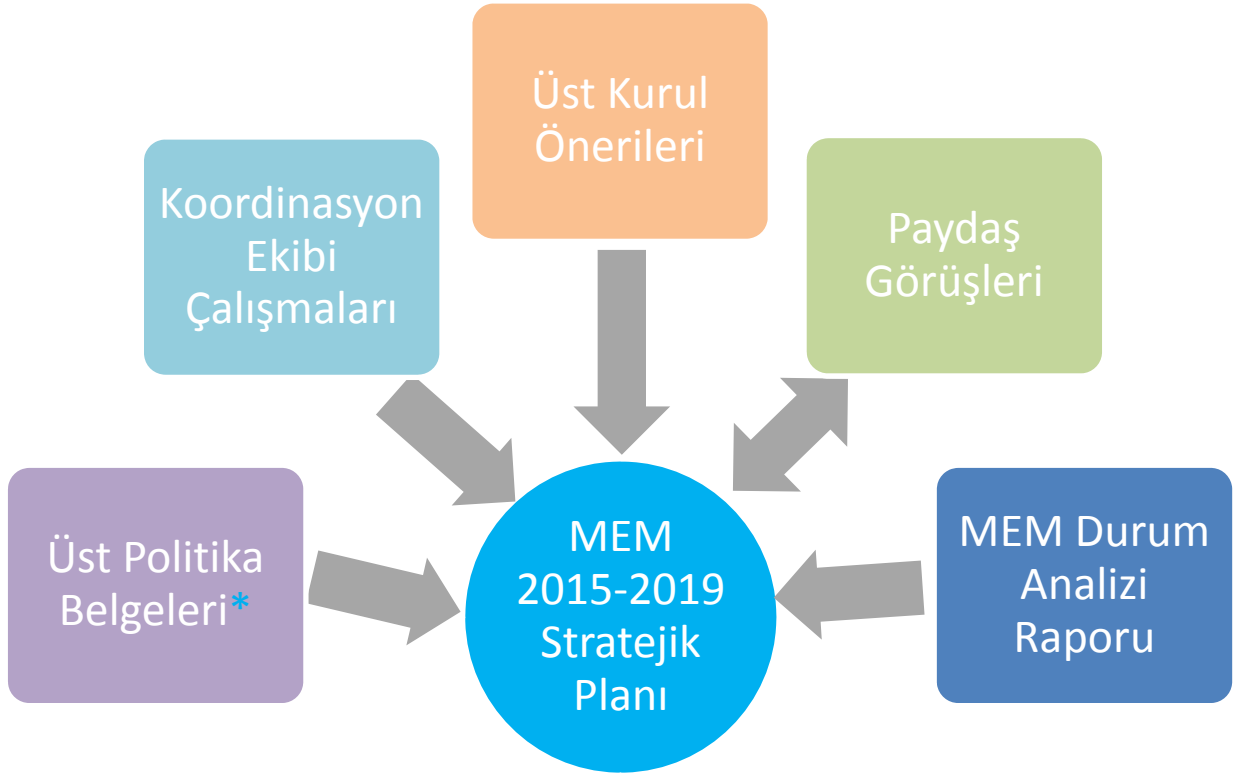 Üst Kurul
Önerileri
Koordinasyon
Ekibi
Çalışmaları
Paydaş
Görüşleri
Üst Politika
Belgeleri*
MEM
2015-2019
Stratejik
Planı
MEM Durum
Analizi
Raporu